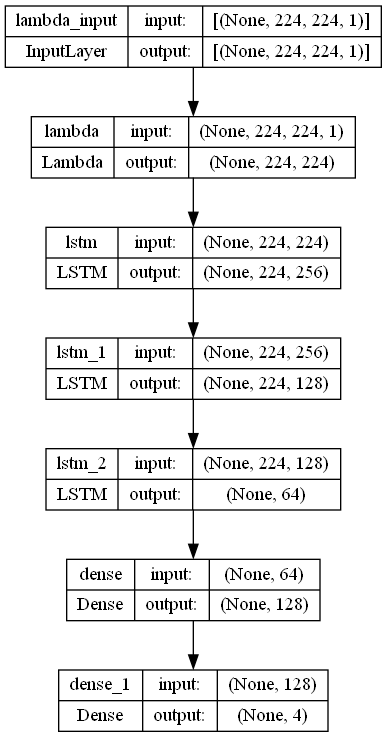 lambda_input input: [(None, 224, 224, 1)]
InputLayer output: [(None, 224, 224, 1)]
lambda input: (None, 224, 224, 1)
Lambda output: (None, 224, 224)
lstm input: (None, 224, 224)
LSTM output: (None, 224, 256)
lstm_1 input: (None, 224, 256)
LSTM output: (None, 224, 128)
lstm_2 input: (None, 224, 128)
LSTM output: (None, 64)
dense input: (None, 64)
Dense output: (None, 128)
dense_1 input: (None, 128)
Dense output: (None, 4)